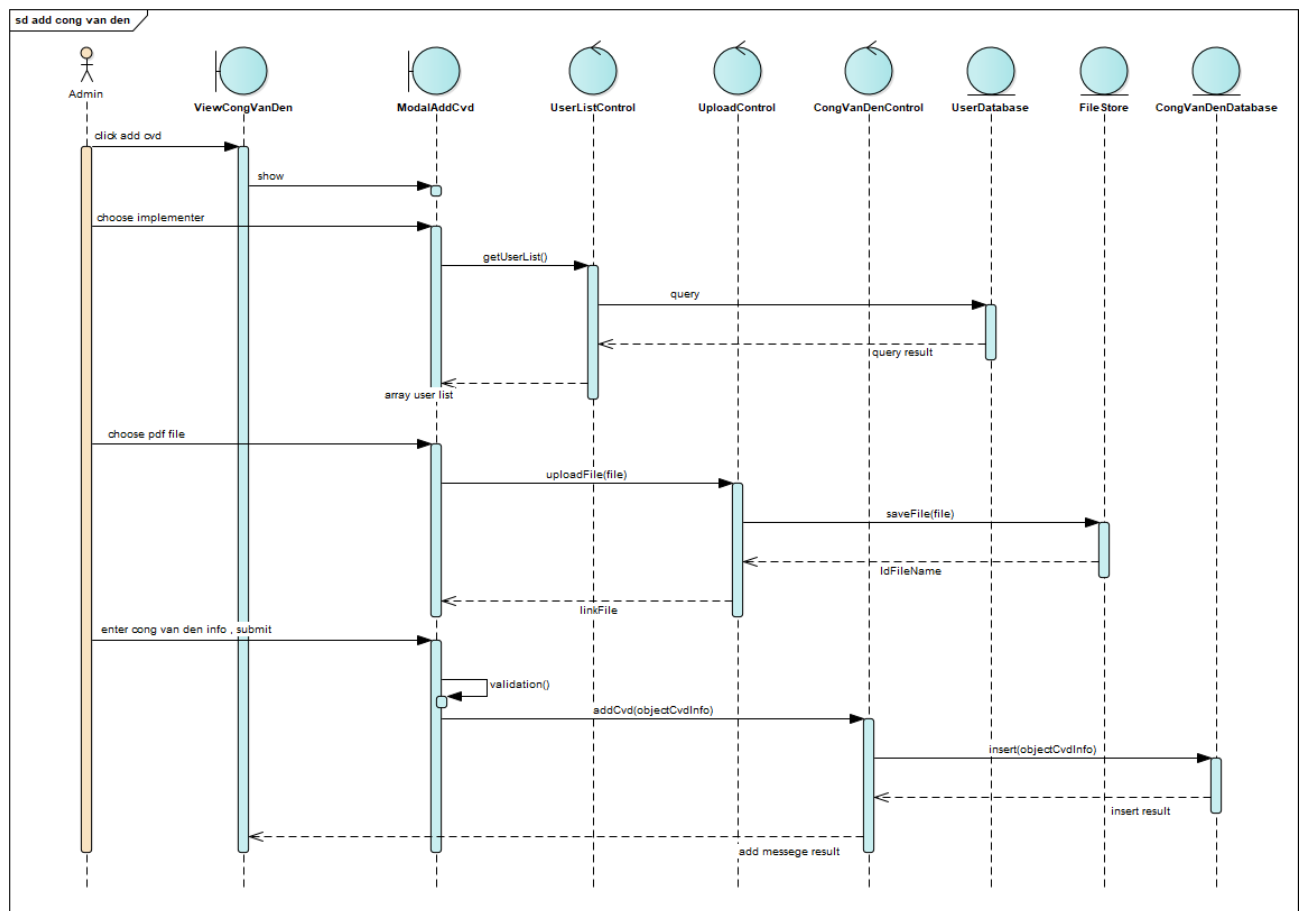 sd add cong van den
Admin
ViewCongVanDen
ModalAddCvd
UserListControl
UploadControl
CongVanDenControl
UserDatabase
FileStore
CongVanDenDatabase
click add cvd
show
choose implementer
getUserList()
query
query result
array user list
choose pdf file
uploadFile(file)
saveFile(file)
IdFileName
linkFile
enter cong van den info , submit
validation()
addCvd(objectCvdInfo)
insert(objectCvdInfo)
insert result
add messege result